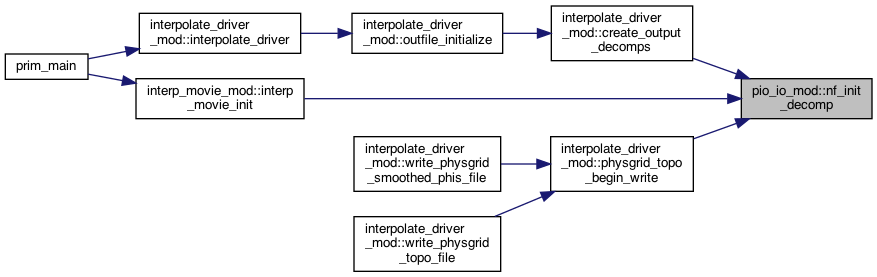 interpolate_driver
_mod::create_output
_decomps
interpolate_driver
_mod::interpolate_driver
interpolate_driver
_mod::outfile_initialize
prim_main
interp_movie_mod::interp
_movie_init
pio_io_mod::nf_init
_decomp
interpolate_driver
_mod::write_physgrid
_smoothed_phis_file
interpolate_driver
_mod::physgrid_topo
_begin_write
interpolate_driver
_mod::write_physgrid
_topo_file